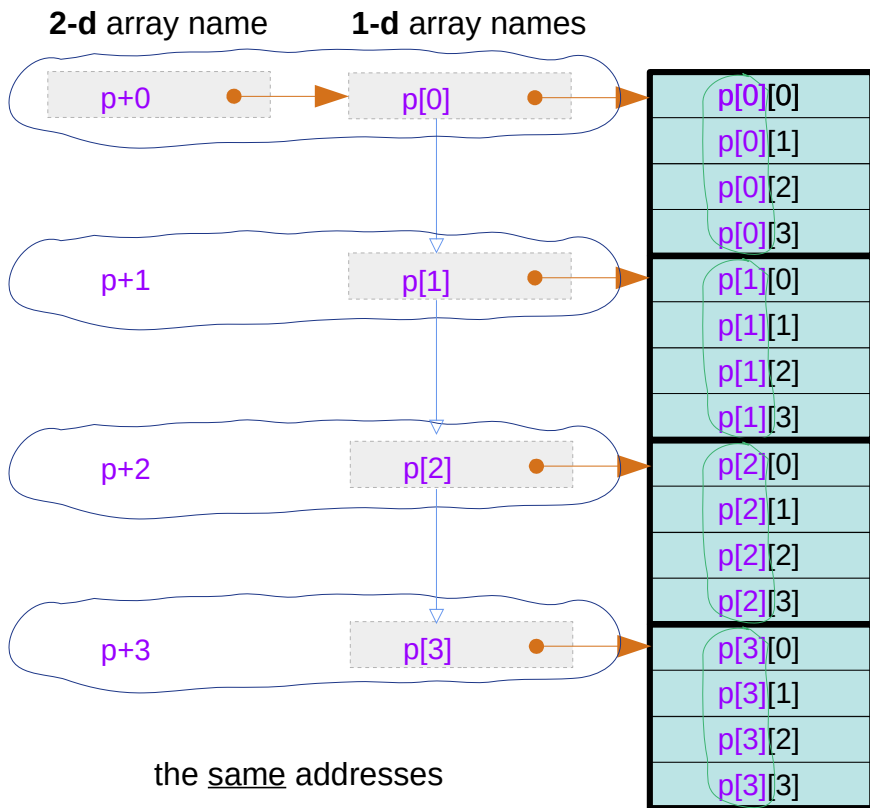 2-d array name 1-d array names
p+0 p[0] p[0][0]
p[0][1]
p[0][2]
p[0][3]
p+1 p[1] p[1][0]
p[1][1]
p[1][2]
p[1][3]
p+2 p[2] p[2][0]
p[2][1]
p[2][2]
p[2][3]
p+3 p[3] p[3][0]
p[3][1]
p[3][2]
p[3][3]
the same addresses